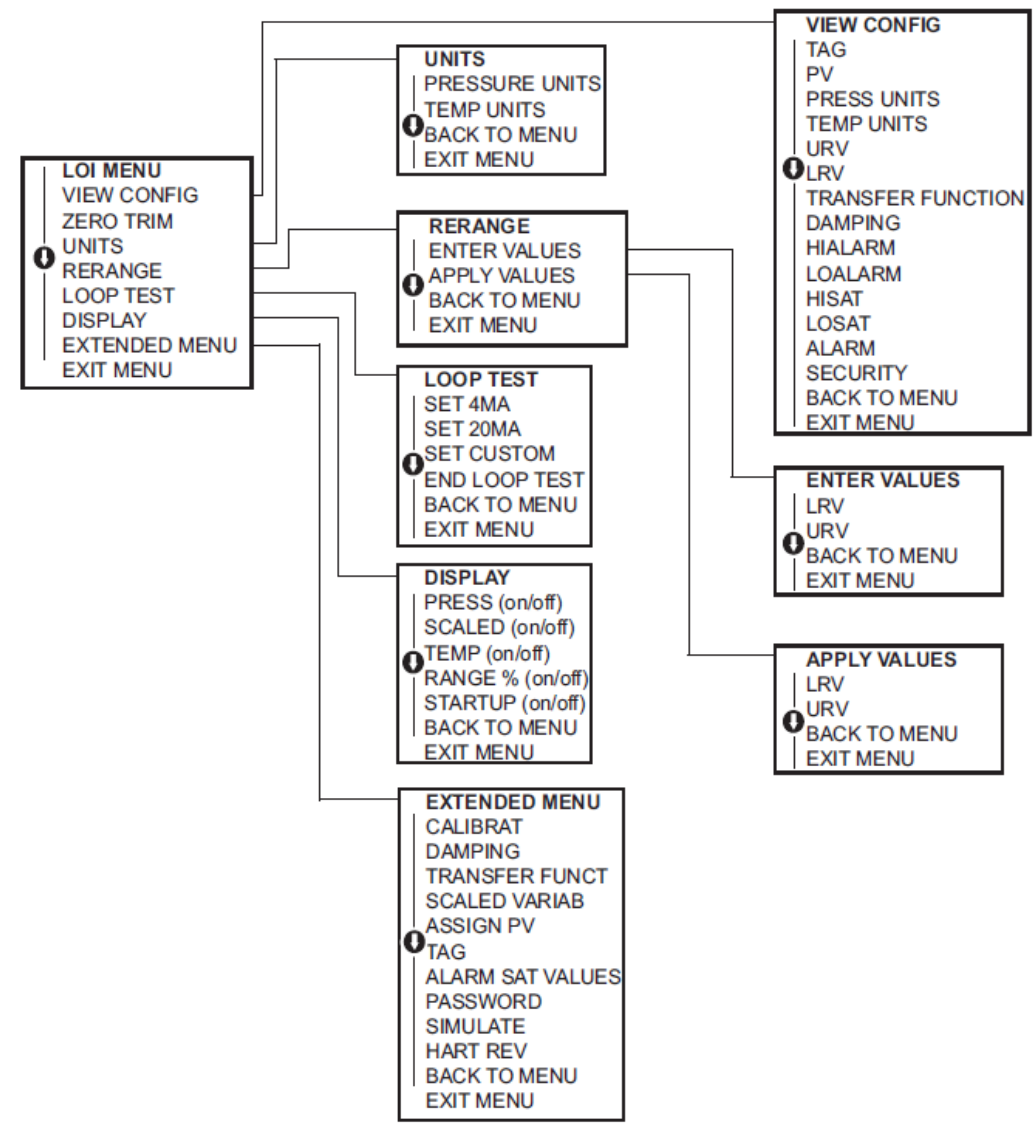 LOI MENU
VIEW CONFIG
ZERO TRIM
UNITS
RERANGE
LOOP TEST
DISPLAY
EXTENDED MENU
EXIT MENU
UNITS
PRESSURE UNITS
TEMP UNITS
BACK TO MENU
EXIT MENU
RERANGE
ENTER VALUES
APPLY VALUES
BACK TO MENU
EXIT MENU
LOOP TEST
SET 4MA
SET 20MA
SET CUSTOM
END LOOP TEST
BACK TO MENU
EXIT MENU
DISPLAY
PRESS (on/off)
SCALED (on/off)
TEMP (on/off)
RANGE % (on/off)
STARTUP (on/off)
BACK TO MENU
EXIT MENU
EXTENDED MENU
CALIBRAT
DAMPING
TRANSFER FUNCT
SCALED VARIAB
ASSIGN PV
TAG
ALARM SAT VALUES
PASSWORD
SIMULATE
HART REV
BACK TO MENU
EXIT MENU
VIEW CONFIG
TAG
PV
PRESS UNITS
TEMP UNITS
URV
LRV
TRANSFER FUNCTION
DAMPING
HIALARM
LOALARM
HISAT
LOSAT
ALARM
SECURITY
BACK TO MENU
EXIT MENU
ENTER VALUES
LRV
URV
BACK TO MENU
EXIT MENU
APPLY VALUES
LRV
URV
BACK TO MENU
EXIT MENU